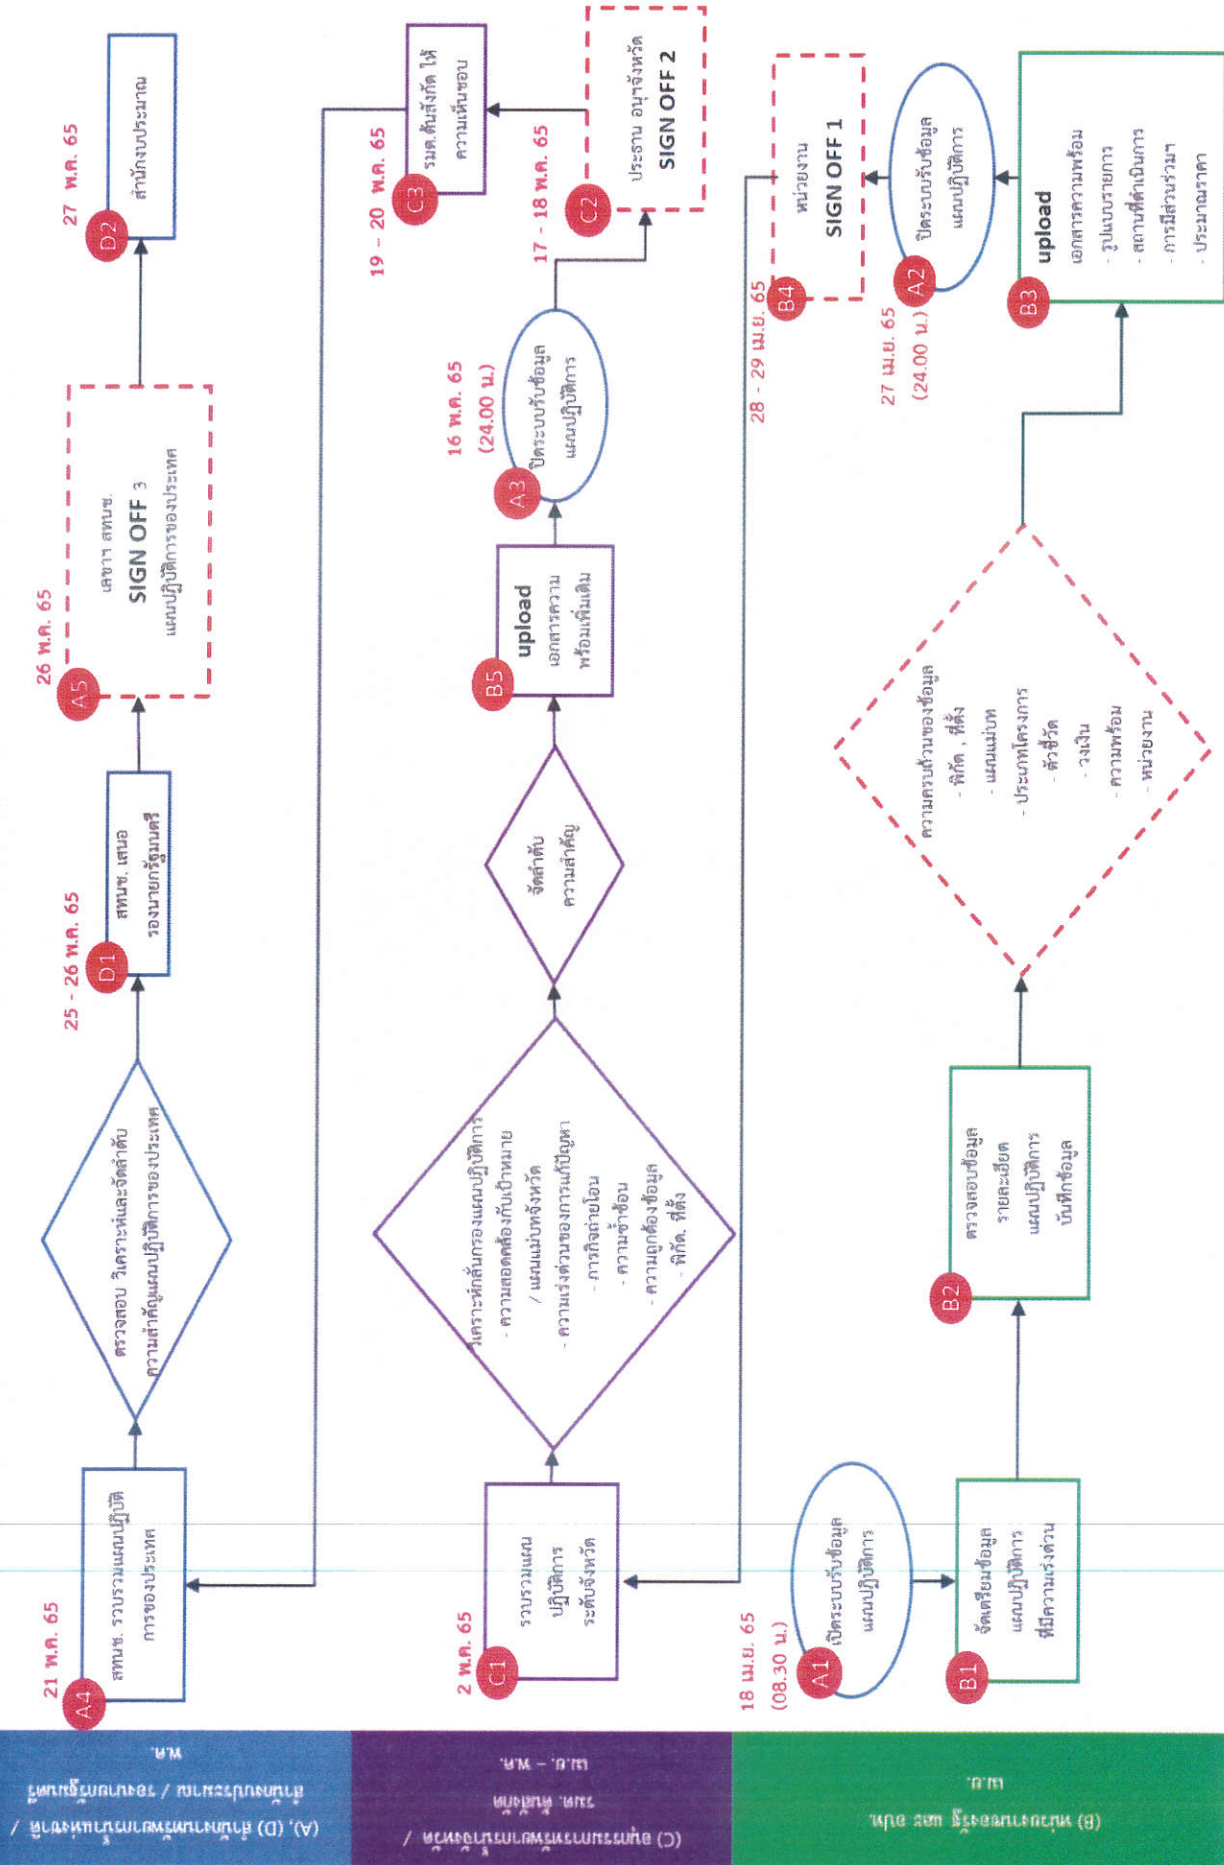 (A), (D) สำนักงานทรัพยากรน้ำแห่งชาติ /
สำนักงบประมาณ / รองนายกรัฐมนตรี
พ.ค.
21 พ.ค. 65
A4
สทนช. รวบรวมแผนปฏิบัติ
การของประเทศ
ตรวจสอบ วิเคราะห์และจัดลำดับ
ความสำคัญแผนปฏิบัติการของประเทศ
25 - 26 พ.ค. 65
D1
สทนช. เสนอ
รองนายกรัฐมนตรี
26 พ.ค. 65
A5
เลขาฯ สทนช.
SIGN OFF 3
แผนปฏิบัติการของประเทศ
27 พ.ค. 65
D2
สำนักงบประมาณ
(C) อนุกรรมการทรัพยากรน้ำจังหวัด /
รมต. ต้นสังกัด
เม.ย. – พ.ค.
2 พ.ค. 65
C1
รวบรวมแผน
ปฏิบัติการ
ระดับจังหวัด
วิเคราะห์กลั่นกรองแผนปฏิบัติการ
- ความสอดคล้องกับเป้าหมาย
/ แผนแม่บทจังหวัด
- ความเร่งด่วนของการแก้ปัญหา
- ภารกิจถ่ายโอน
- ความซ้ำซ้อน
- ความถูกต้องข้อมูล
- พิกัด, ที่ตั้ง
จัดลำดับ
ความสำคัญ
B5
upload
เอกสารความ
พร้อมเพิ่มเติม
16 พ.ค. 65
(24.00 น.)
A3
ปิดระบบรับข้อมูล
แผนปฏิบัติการ
17 - 18 พ.ค. 65
C2
ประธาน อนุฯจังหวัด
SIGN OFF 2
19 – 20 พ.ค. 65
C3
รมต.ต้นสังกัด ให้
ความเห็นชอบ
(B) หน่วยงานของรัฐ และ อปท.
เม.ย.
18 เม.ย. 65
(08.30 น.)
A1
เปิดระบบรับข้อมูล
แผนปฏิบัติการ
B1
จัดเตรียมข้อมูล
แผนปฏิบัติการ
ที่มีความเร่งด่วน
B2
ตรวจสอบข้อมูล
รายละเอียด
แผนปฏิบัติการ
บันทึกข้อมูล
ความครบถ้วนของข้อมูล
- พิกัด , ที่ตั้ง
- แผนแม่บท
- ประเภทโครงการ
- ตัวชี้วัด
- วงเงิน
- ความพร้อม
- หน่วยงาน
B3
upload
เอกสารความพร้อม
- รูปแบบรายการ
- สถานที่ดำเนินการ
- การมีส่วนร่วมฯ
- ประมาณราคา
27 เม.ย. 65
(24.00 น.)
A2
ปิดระบบรับข้อมูล
แผนปฏิบัติการ
28 - 29 เม.ย. 65
B4
หน่วยงาน
SIGN OFF 1